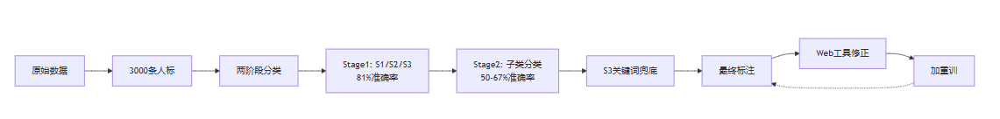 原始数据
3000条人标
两阶段分类
Stage1: S1/S2/S3
81%准确率
Stage2: 子类分类
50-67%准确率
S3关键词兜底
最终标注
Web工具修正
加重训